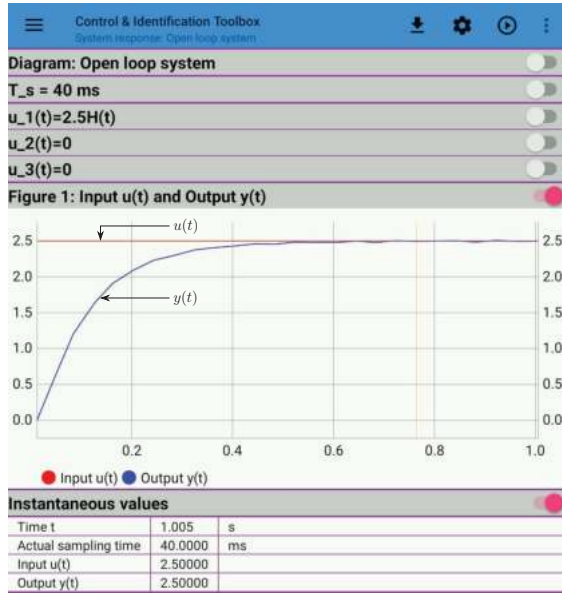 Control & Identification Toolbox
System response: Open loop system
Diagram: Open loop system
T_s = 40 ms
u_1(t)=2.5H(t)
u_2(t)=0
u_3(t)=0
Figure 1: Input u(t) and Output y(t)
u(t)
2.5 2.5
2.0 2.0
y(t)
1.5 1.5
1.0 1.0
0.5 0.5
0.0 0.0
0.2 0.4 0.6 0.8 1.0
Input u(t) Output y(t)
Instantaneous values
Time t 1.005 s
Actual sampling time 40.0000 ms
Input u(t) 2.50000
Output y(t) 2.50000